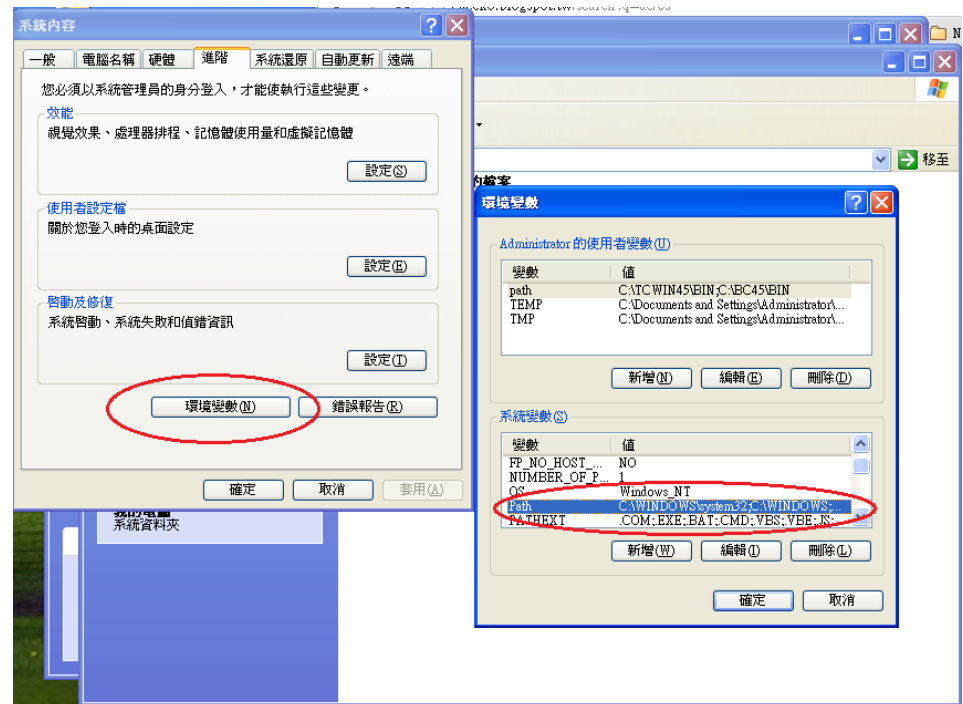 系統內容
一般 電腦名稱 硬體 進階 系統還原 自動更新 遠端
您必須以系統管理員的身分登入，才能使執行這些變更。
效能
視覺效果、處理器排程、記憶體使用量和虛擬記憶體
設定(S)
使用者設定檔
關於您登入時的桌面設定
設定(E)
啟動及修復
系統啟動、系統失敗和偵錯資訊
設定(T)
環境變數(N) 錯誤報告(R)
確定 取消 套用(A)
我的電腦
系統資料夾
N
移至
的檔案
環境變數
Administrator 的使用者變數(U)
變數 值
path C:\TCWIN45\BIN;C:\BC45\BIN
TEMP C:\Documents and Settings\Administrator\...
TMP C:\Documents and Settings\Administrator\...
新增(N) 編輯(E) 刪除(D)
系統變數(S)
變數 值
FP_NO_HOST_... NO
NUMBER_OF_P... 1
OS Windows_NT
Path C:\WINDOWS\system32;C:\WINDOWS;...
PATHEXT .COM;.EXE;.BAT;.CMD;.VBS;.VBE;.JS;...
新增(W) 編輯(I) 刪除(L)
確定 取消